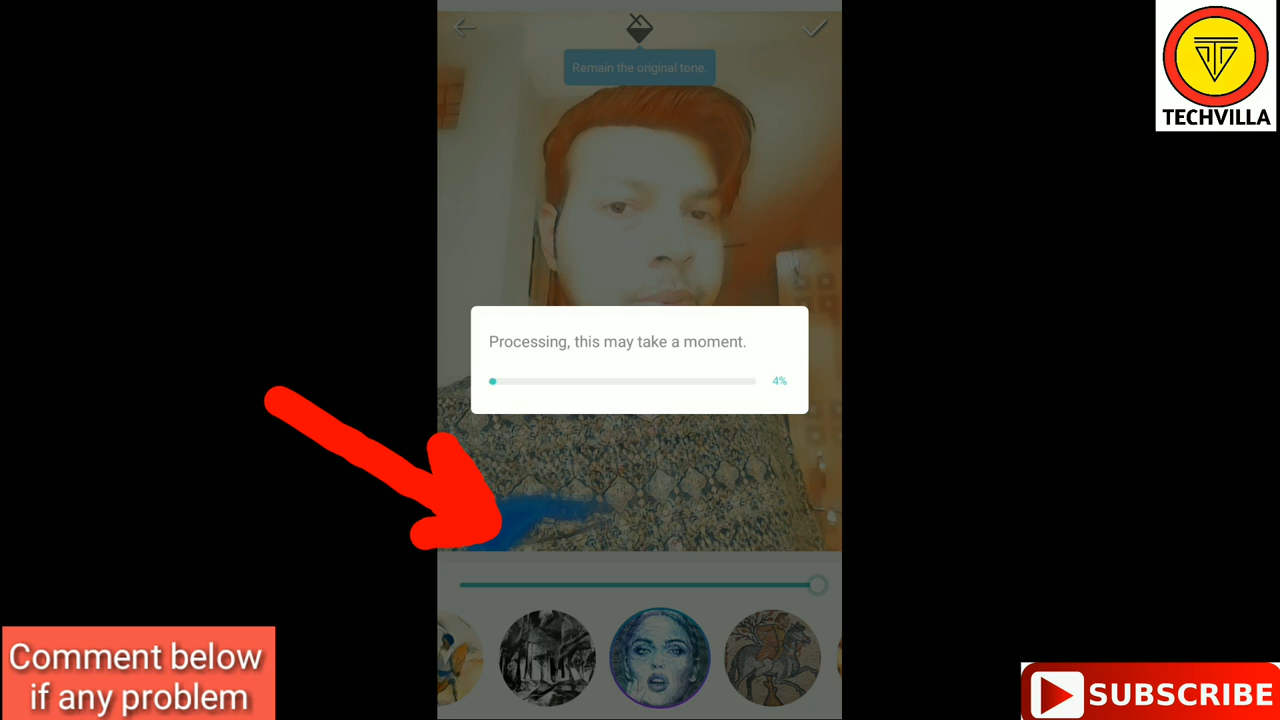 Remain the original tone.
TECHVILLA
Processing, this may take a moment.
4%
Comment below
if any problem
SUBSCRIBE